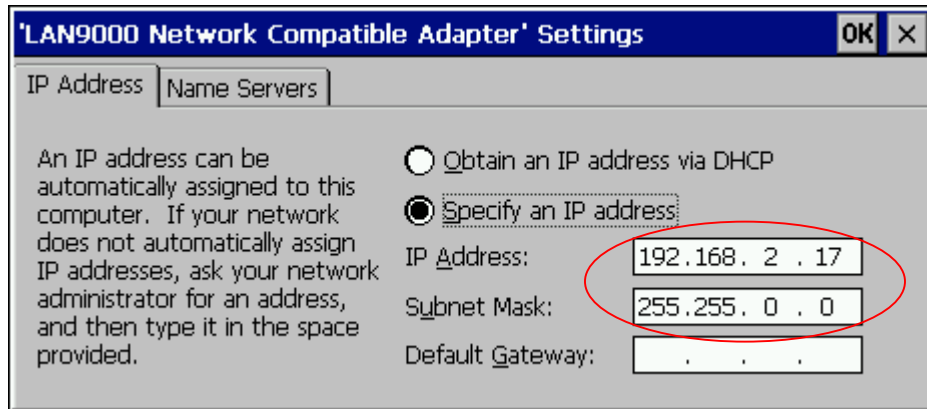 'LAN9000 Network Compatible Adapter' Settings OK ×
IP Address Name Servers
An IP address can be
automatically assigned to this
computer. If your network
does not automatically assign
IP addresses, ask your network
administrator for an address,
and then type it in the space
provided.
Obtain an IP address via DHCP
Specify an IP address
IP Address: 192.168. 2 . 17
Subnet Mask: 255.255. 0 . 0
Default Gateway: . . .